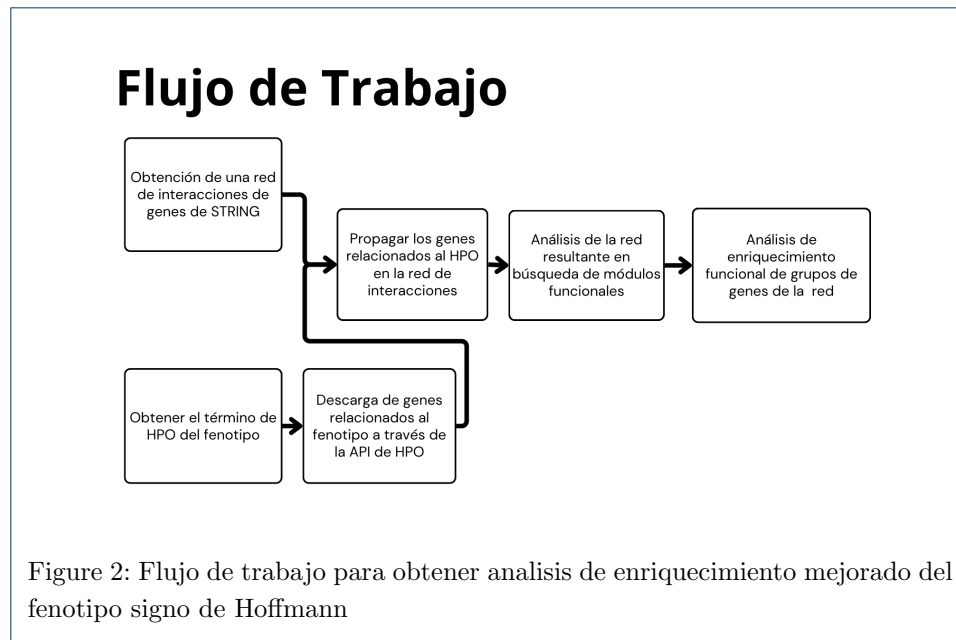 Flujo de Trabajo
Obtención de una red
de interacciones de
genes de STRING
Propagar los genes
relacionados al HPO
en la red de
interacciones
Análisis de la red
resultante en
búsqueda de módulos
funcionales
Análisis de
enriquecimiento
funcional de grupos de
genes de la red
Obtener el término de
HPO del fenotipo
Descarga de genes
relacionados al
fenotipo a través de
la API de HPO
Figure 2: Flujo de trabajo para obtener analisis de enriquecimiento mejorado del
fenotipo signo de Hoffmann